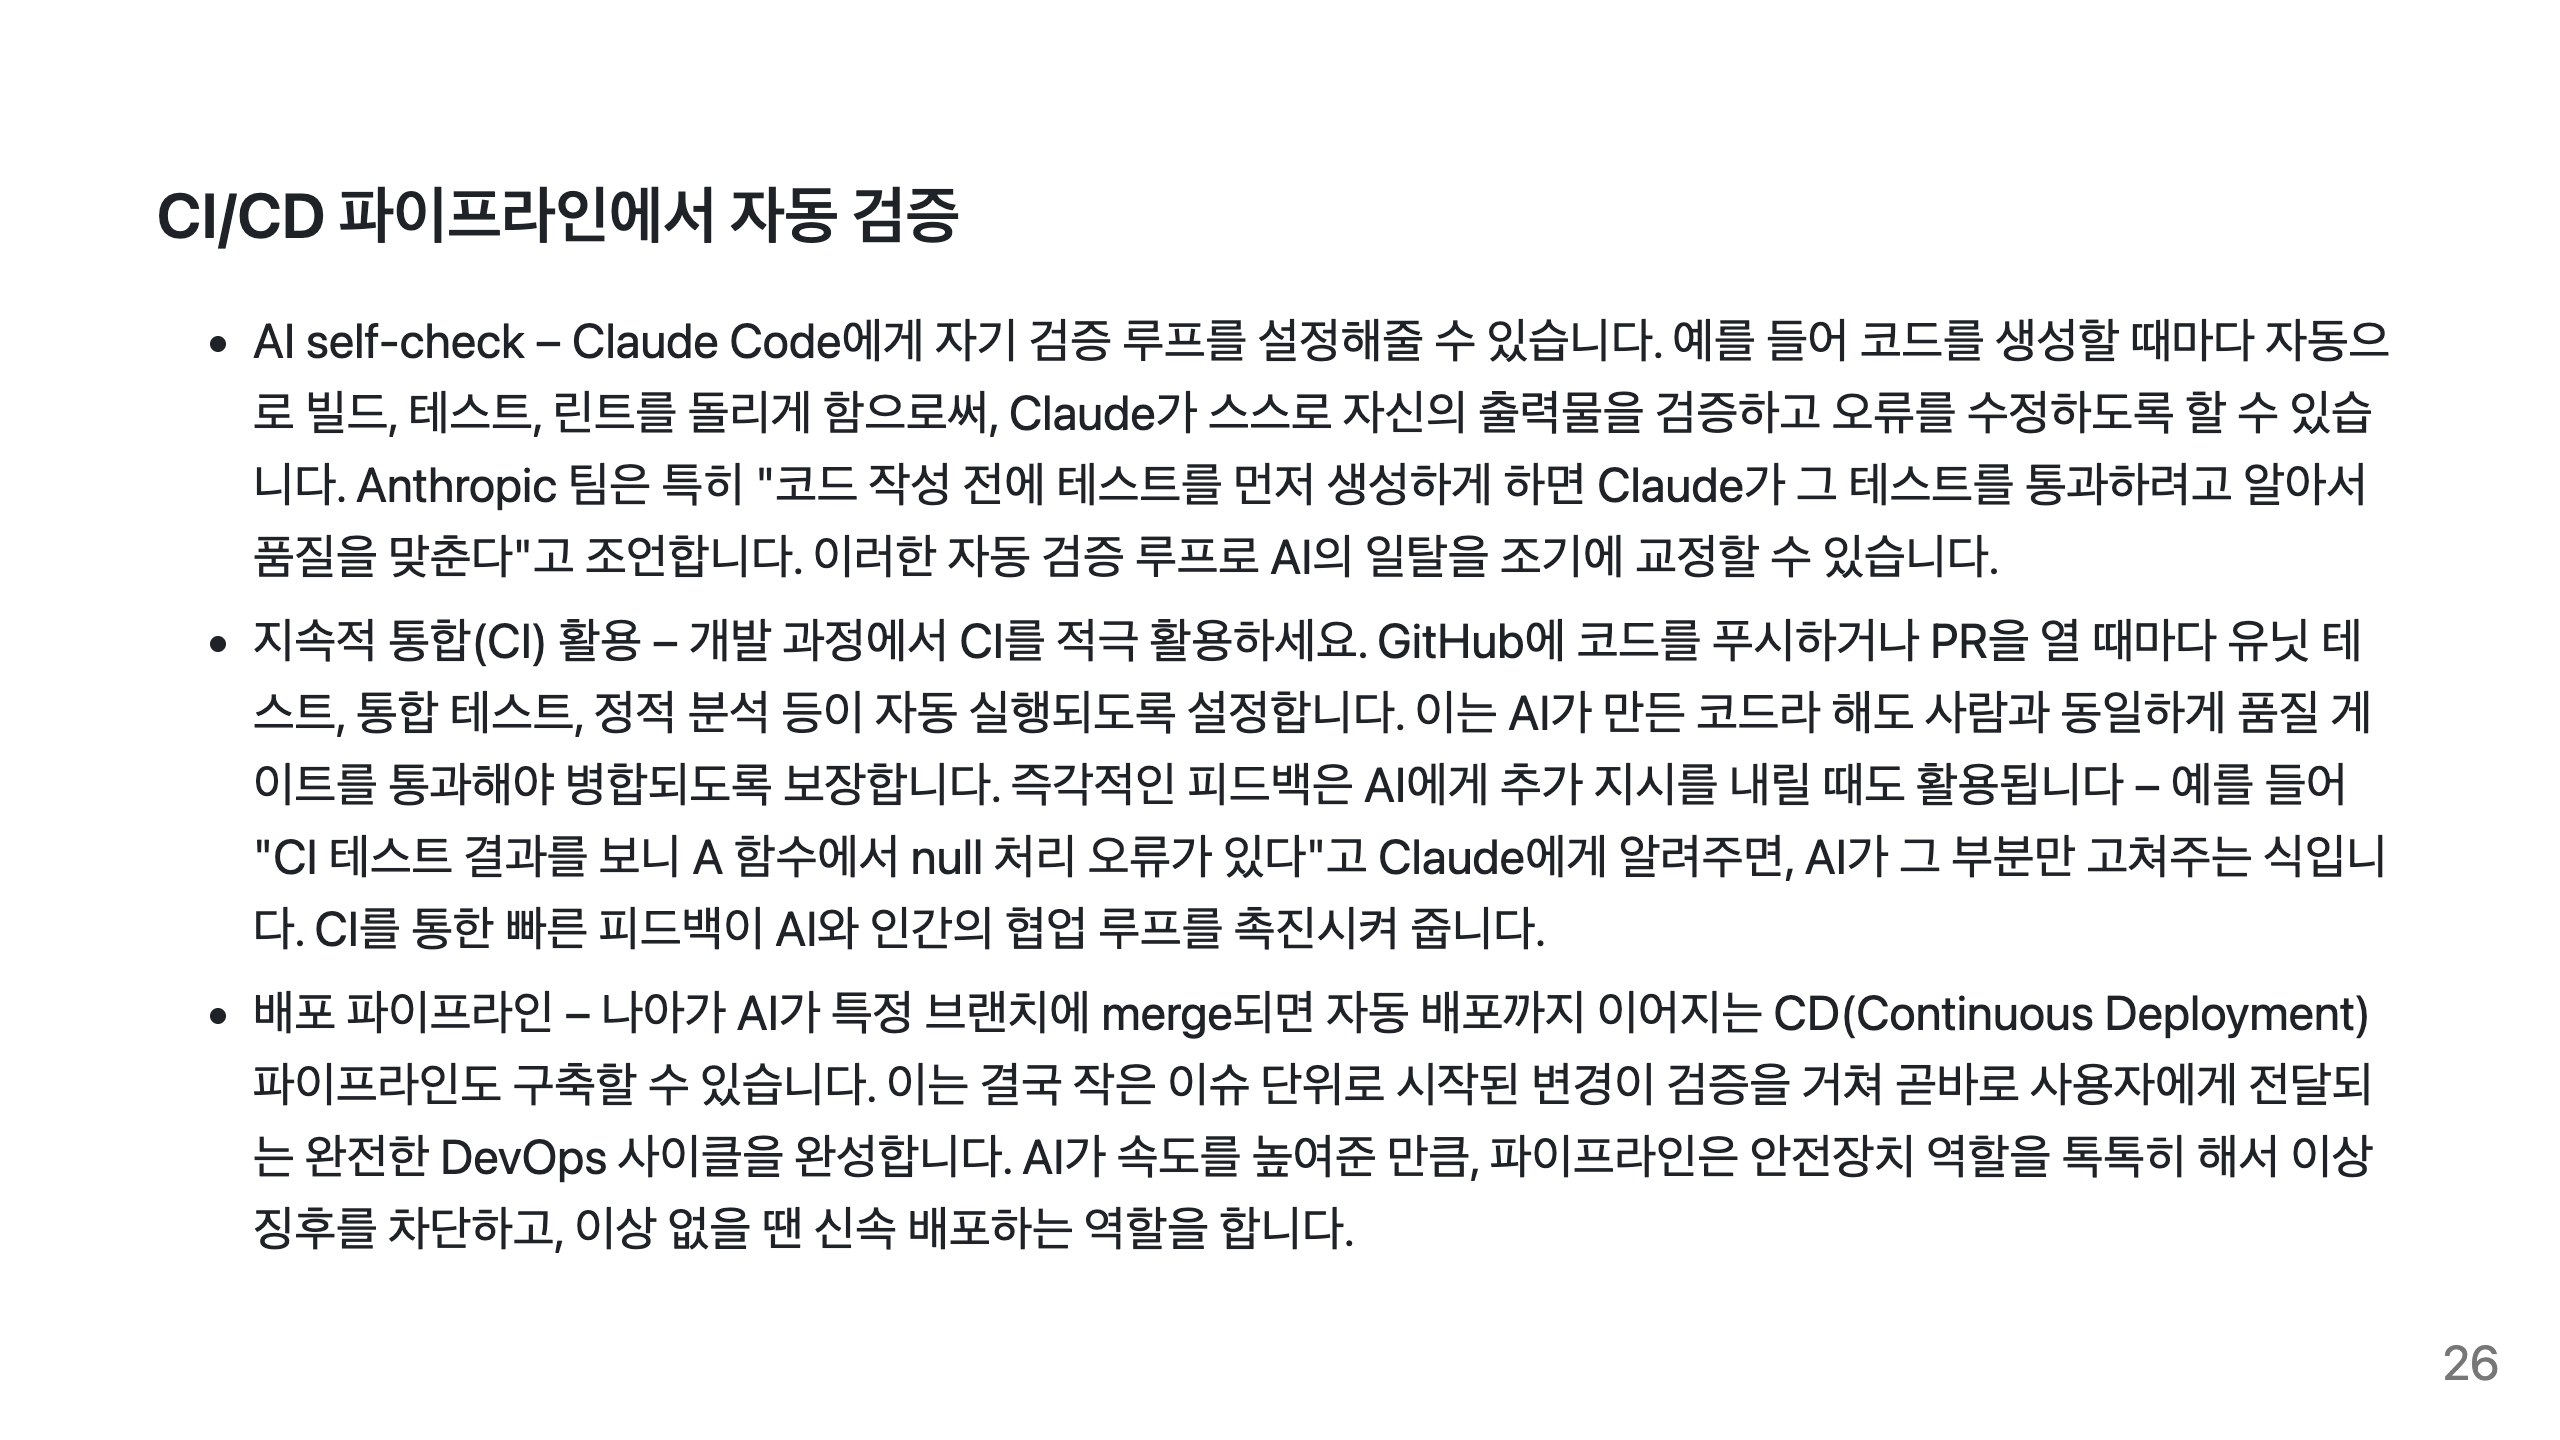 CI/CD 파이프라인에서 자동 검증
• AI self-check – Claude Code에게 자기 검증 루프를 설정해줄 수 있습니다. 예를 들어 코드를 생성할 때마다 자동으
로 빌드, 테스트, 린트를 돌리게 함으로써, Claude가 스스로 자신의 출력물을 검증하고 오류를 수정하도록 할 수 있습
니다. Anthropic 팀은 특히 "코드 작성 전에 테스트를 먼저 생성하게 하면 Claude가 그 테스트를 통과하려고 알아서
품질을 맞춘다"고 조언합니다. 이러한 자동 검증 루프로 AI의 일탈을 조기에 교정할 수 있습니다.
• 지속적 통합(CI) 활용 – 개발 과정에서 CI를 적극 활용하세요. GitHub에 코드를 푸시하거나 PR을 열 때마다 유닛 테
스트, 통합 테스트, 정적 분석 등이 자동 실행되도록 설정합니다. 이는 AI가 만든 코드라 해도 사람과 동일하게 품질 게
이트를 통과해야 병합되도록 보장합니다. 즉각적인 피드백은 AI에게 추가 지시를 내릴 때도 활용됩니다 – 예를 들어
"CI 테스트 결과를 보니 A 함수에서 null 처리 오류가 있다"고 Claude에게 알려주면, AI가 그 부분만 고쳐주는 식입니
다. CI를 통한 빠른 피드백이 AI와 인간의 협업 루프를 촉진시켜 줍니다.
• 배포 파이프라인 – 나아가 AI가 특정 브랜치에 merge되면 자동 배포까지 이어지는 CD(Continuous Deployment)
파이프라인도 구축할 수 있습니다. 이는 결국 작은 이슈 단위로 시작된 변경이 검증을 거쳐 곧바로 사용자에게 전달되
는 완전한 DevOps 사이클을 완성합니다. AI가 속도를 높여준 만큼, 파이프라인은 안전장치 역할을 톡톡히 해서 이상
징후를 차단하고, 이상 없을 땐 신속 배포하는 역할을 합니다.
26